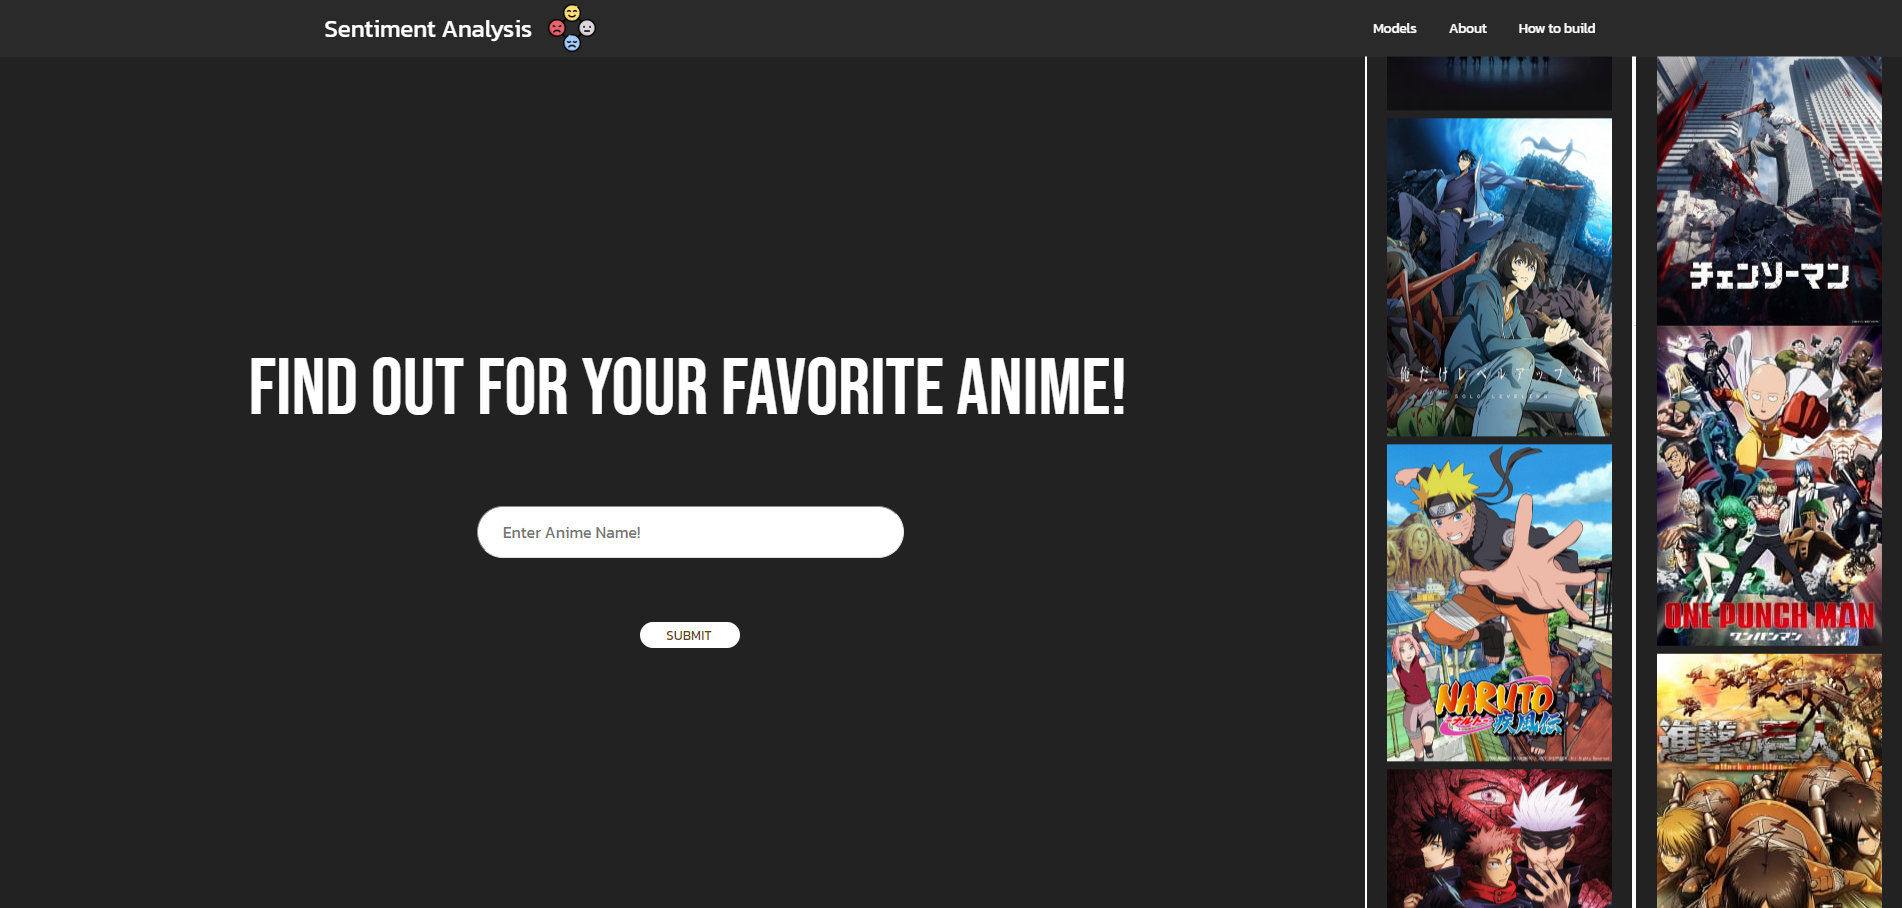 Sentiment Analysis
Models
About
How to build
FIND OUT FOR YOUR FAVORITE ANIME!
Enter Anime Name!
SUBMIT
俺だけレベルアップな件
SOLO LEVELING
NARUTO
ナルト
疾風伝
チェンソーマン
ONE PUNCH MAN
ワンパンマン
進撃の巨人
attack on titan